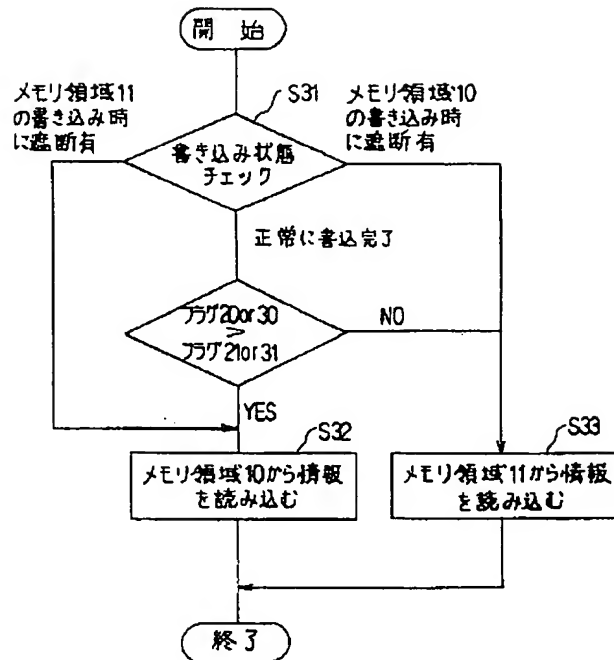 開始
メモリ領域11
の書き込み時
に遮断有
S31
メモリ領域10
の書き込み時
に遮断有
書き込み状態
チェック
正常に書込完了
フラグ20or30
≧
フラグ21or31
NO
YES
S32
S33
メモリ領域10から情報
を読み込む
メモリ領域11から情報
を読み込む
終了